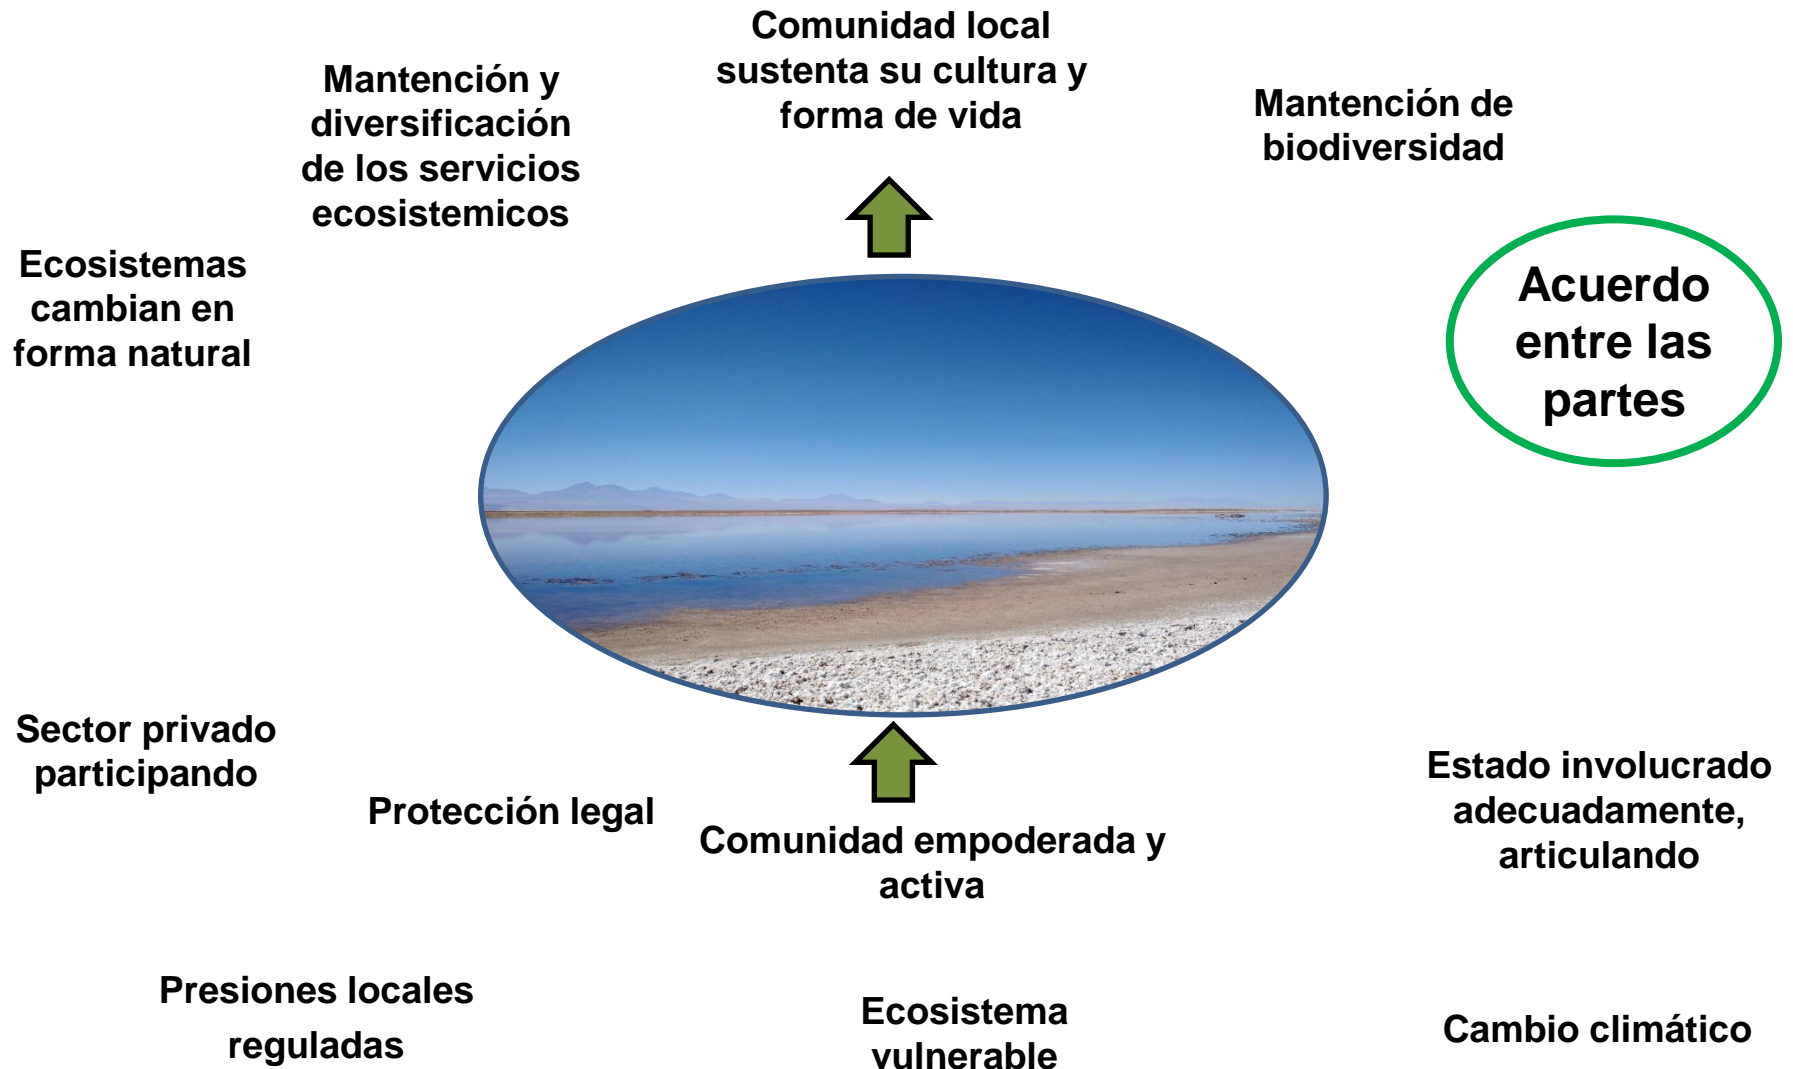 Comunidad local
sustenta su cultura y
forma de vida
Mantención y
diversificación
de los servicios
ecosistemicos
Mantención de
biodiversidad
Ecosistemas
cambian en
forma natural
Acuerdo
entre las
partes
Sector privado
participando
Protección legal
Comunidad empoderada y
activa
Estado involucrado
adecuadamente,
articulando
Presiones locales
reguladas
Ecosistema
vulnerable
Cambio climático